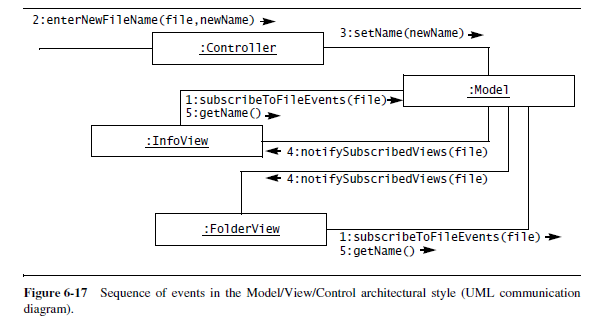 2:enterNewFileName(file,newName)
3:setName(newName)
:Controller
:Model
1:subscribeToFileEvents(file)
5:getName()
:InfoView
4:notifySubscribedViews(file)
4:notifySubscribedViews(file)
:FolderView
1:subscribeToFileEvents(file)
5:getName()
Figure 6-17 Sequence of events in the Model/View/Control architectural style (UML communication
diagram).